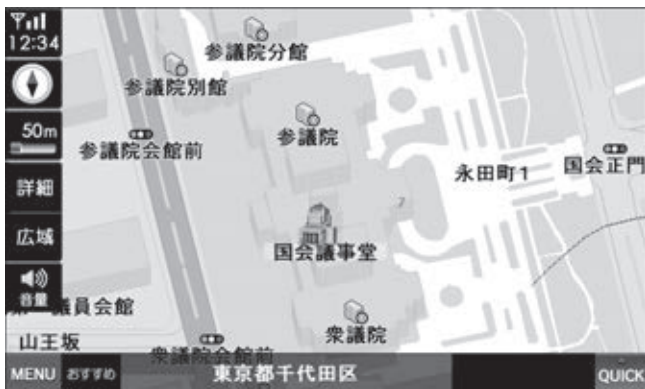 12:34
参議院分館
参議院別館
50m
参議院
参議院会館前
国会正門
永田町1
詳細
広域
国会議事堂
音量
議員会館
衆議院
山王坂
衆議院会館前
MENU
おすすめ
東京都千代田区
QUICK